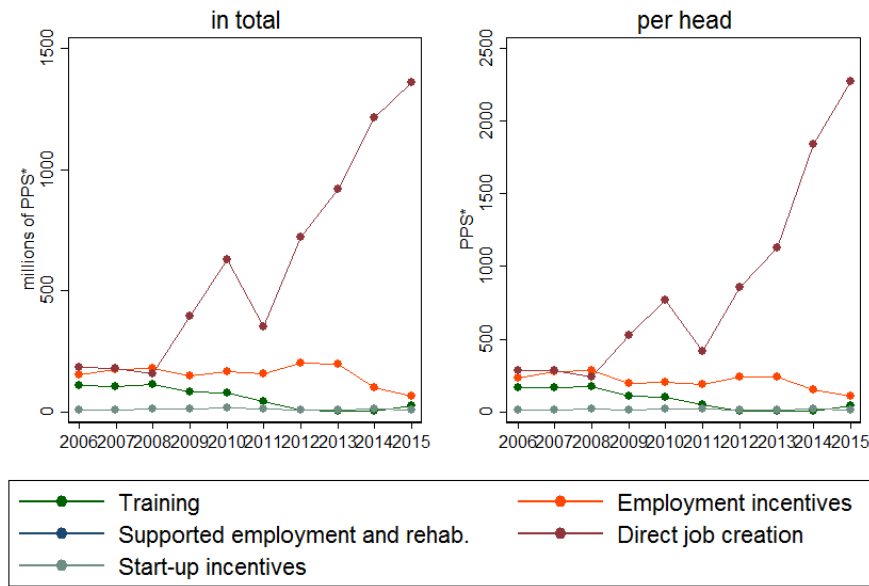 in total
per head
millions of PPS*
1500
1000
500
0
2006 2007 2008 2009 2010 2011 2012 2013 2014 2015
PPS*
2500
2000
1500
1000
500
0
2006 2007 2008 2009 2010 2011 2012 2013 2014 2015
Training
Employment incentives
Supported employment and rehab.
Direct job creation
Start-up incentives